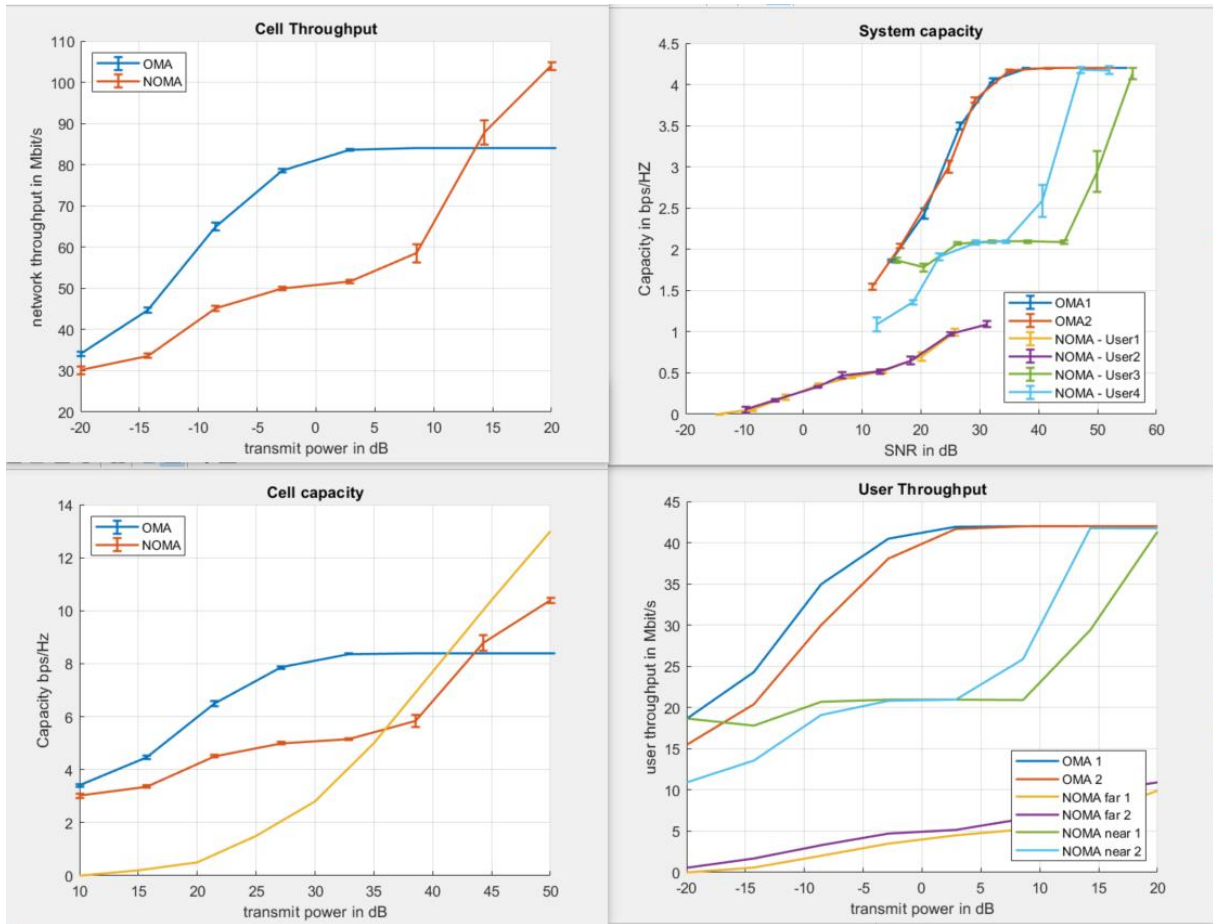 Cell Throughput
network throughput in Mbit/s
110
100
90
80
70
60
50
40
30
20
OMA
NOMA
-20 -15 -10 -5 0 5 10 15 20
transmit power in dB
System capacity
Capacity in bps/HZ
4.5
4
3.5
3
2.5
2
1.5
1
0.5
0
OMA1
OMA2
NOMA - User1
NOMA - User2
NOMA - User3
NOMA - User4
-20 -10 0 10 20 30 40 50 60
SNR in dB
Cell capacity
Capacity bps/Hz
14
12
10
8
6
4
2
0
OMA
NOMA
10 15 20 25 30 35 40 45 50
transmit power in dB
User Throughput
user throughput in Mbit/s
45
40
35
30
25
20
15
10
5
0
OMA 1
OMA 2
NOMA far 1
NOMA far 2
NOMA near 1
NOMA near 2
-20 -15 -10 -5 0 5 10 15 20
transmit power in dB